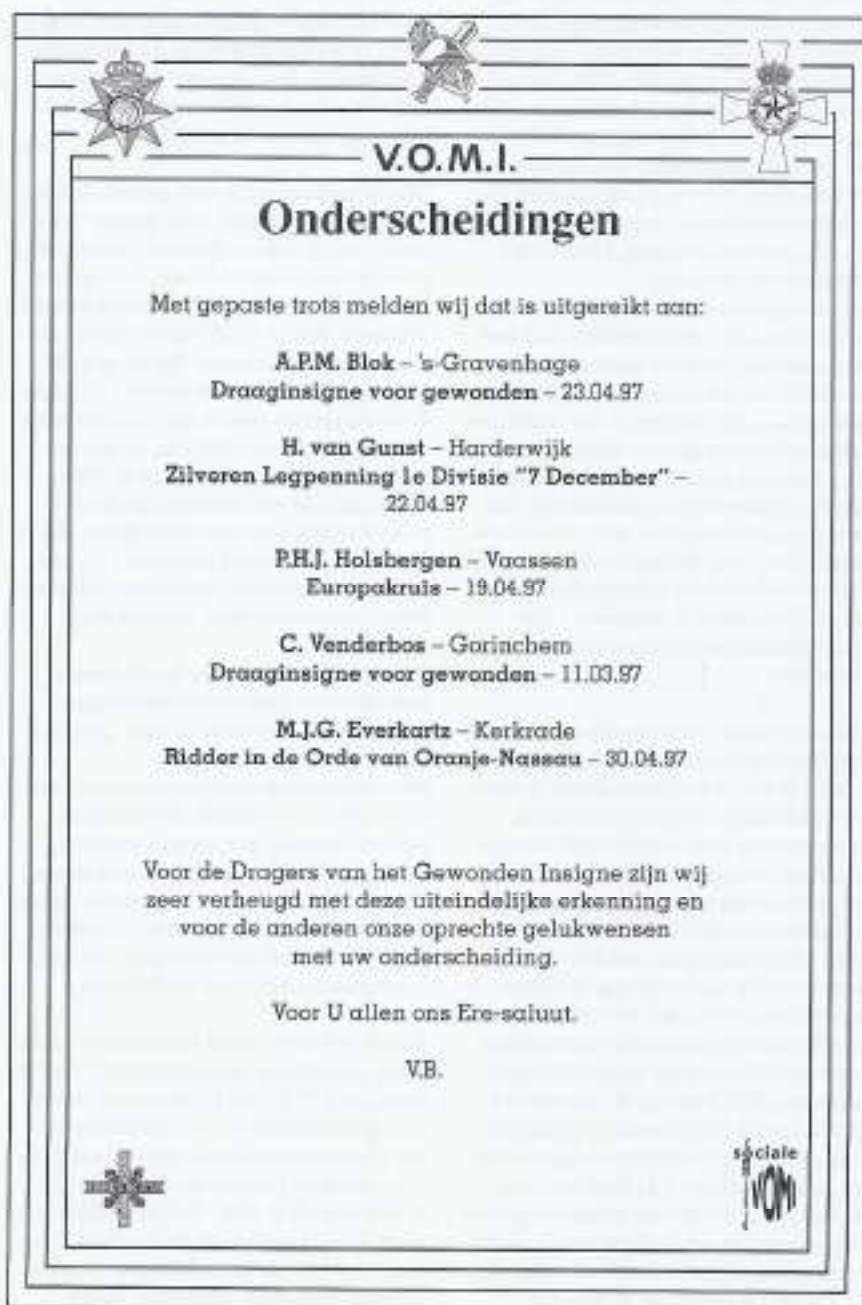 V.O.M.I.
Onderscheidingen
Met gepaste trots melden wij dat is uitgereikt aan:
A.P.M. Blok – 's-Gravenhage
Draaginsigne voor gewonden – 23.04.97
H. van Gunst – Harderwijk
Zilveren Legpenning 1e Divisie "7 December" –
22.04.97
P.H.J. Holsbergen – Vaassen
Europakruis – 19.04.97
C. Venderbos – Gorinchem
Draaginsigne voor gewonden – 11.03.97
M.J.G. Everkartz – Kerkrade
Ridder in de Orde van Oranje-Nassau – 30.04.97
Voor de Dragers van het Gewonden Insigne zijn wij
zeer verheugd met deze uiteindelijke erkenning en
voor de anderen onze oprechte gelukwensen
met uw onderscheiding.
Voor U allen ons Ere-saluut.
V.B.
sociale
VOMI